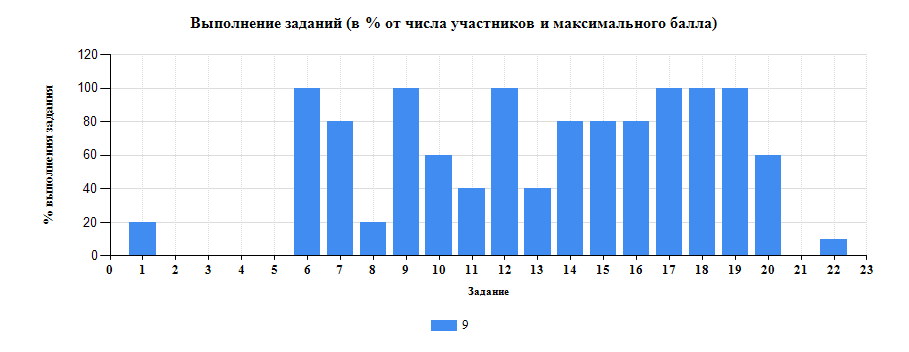 Выполнение заданий (в % от числа участников и максимального балла)
% выполнения задания
120
100
80
60
40
20
0
0 1 2 3 4 5 6 7 8 9 10 11 12 13 14 15 16 17 18 19 20 21 22 23
Задание
9